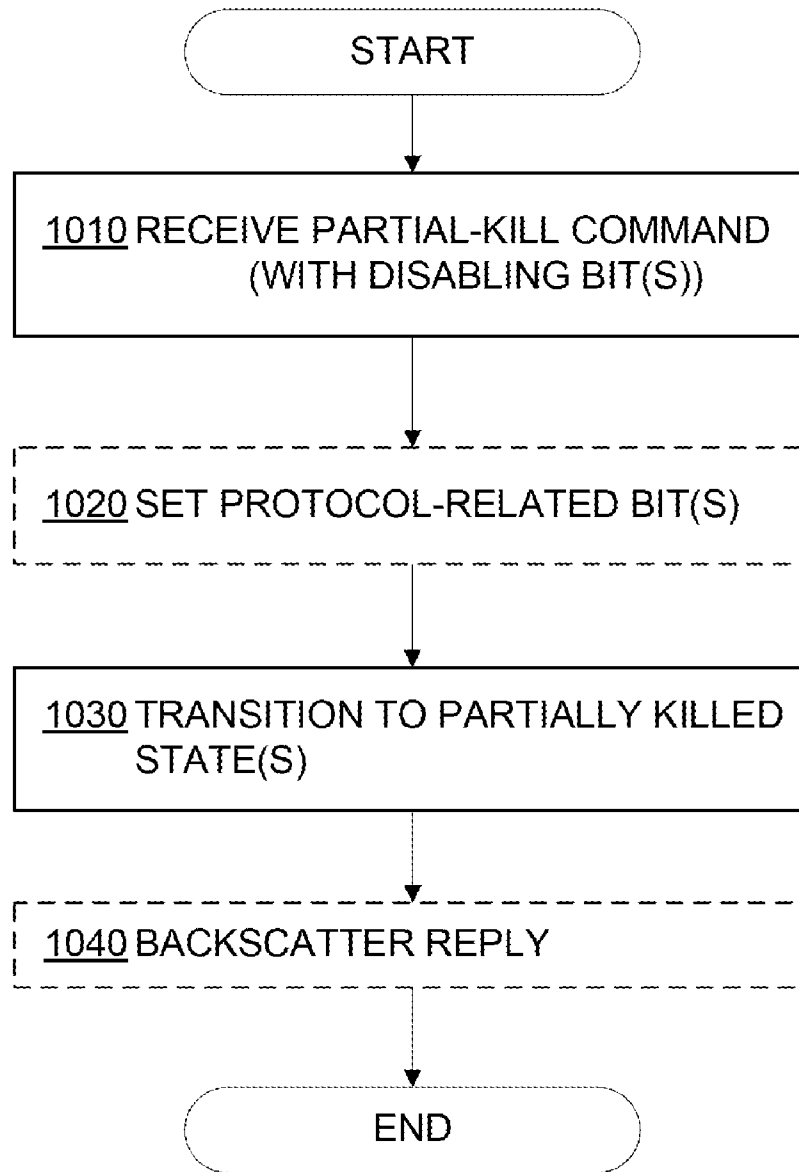 START
1010 RECEIVE PARTIAL-KILL COMMAND
(WITH DISABLING BIT(S))
1020 SET PROTOCOL-RELATED BIT(S)
1030 TRANSITION TO PARTIALLY KILLED
STATE(S)
1040 BACKSCATTER REPLY
END